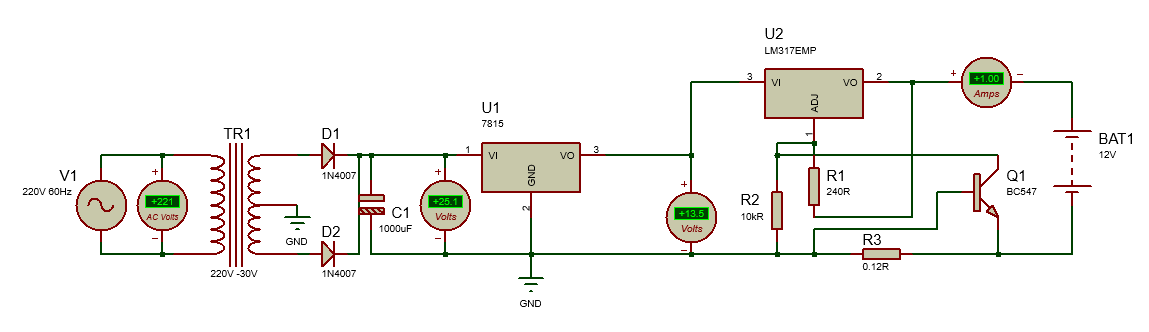 V1
220V 60Hz
+
+221
AC Volts
−
TR1
220V -30V
GND
D1
1N4007
D2
1N4007
C1
1000uF
+
+25.1
Volts
−
U1
7815
1
VI
VO
3
GND
2
GND
+
+13.5
Volts
−
U2
LM317EMP
3
VI
VO
2
ADJ
1
R2
10kR
R1
240R
R3
0.12R
+
+1.00
Amps
−
Q1
BC547
BAT1
12V